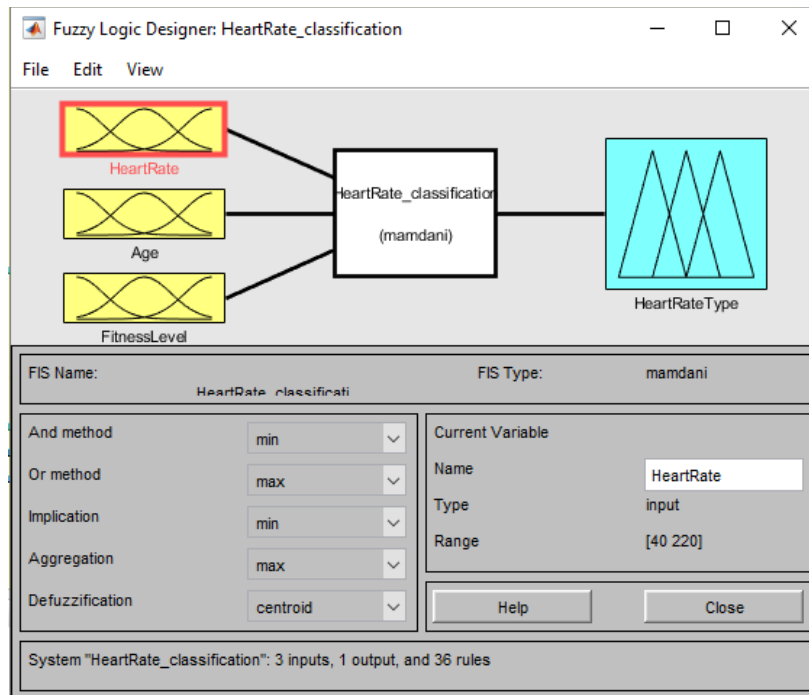 Fuzzy Logic Designer: HeartRate_classification
File Edit View
HeartRate
Age
FitnessLevel
HeartRate_classification
(mamdani)
HeartRateType
FIS Name:
HeartRate_classificati
FIS Type:
mamdani
And method
min
Or method
max
Implication
min
Aggregation
max
Defuzzification
centroid
Current Variable
Name
HeartRate
Type
input
Range
[40 220]
Help
Close
System "HeartRate_classification": 3 inputs, 1 output, and 36 rules